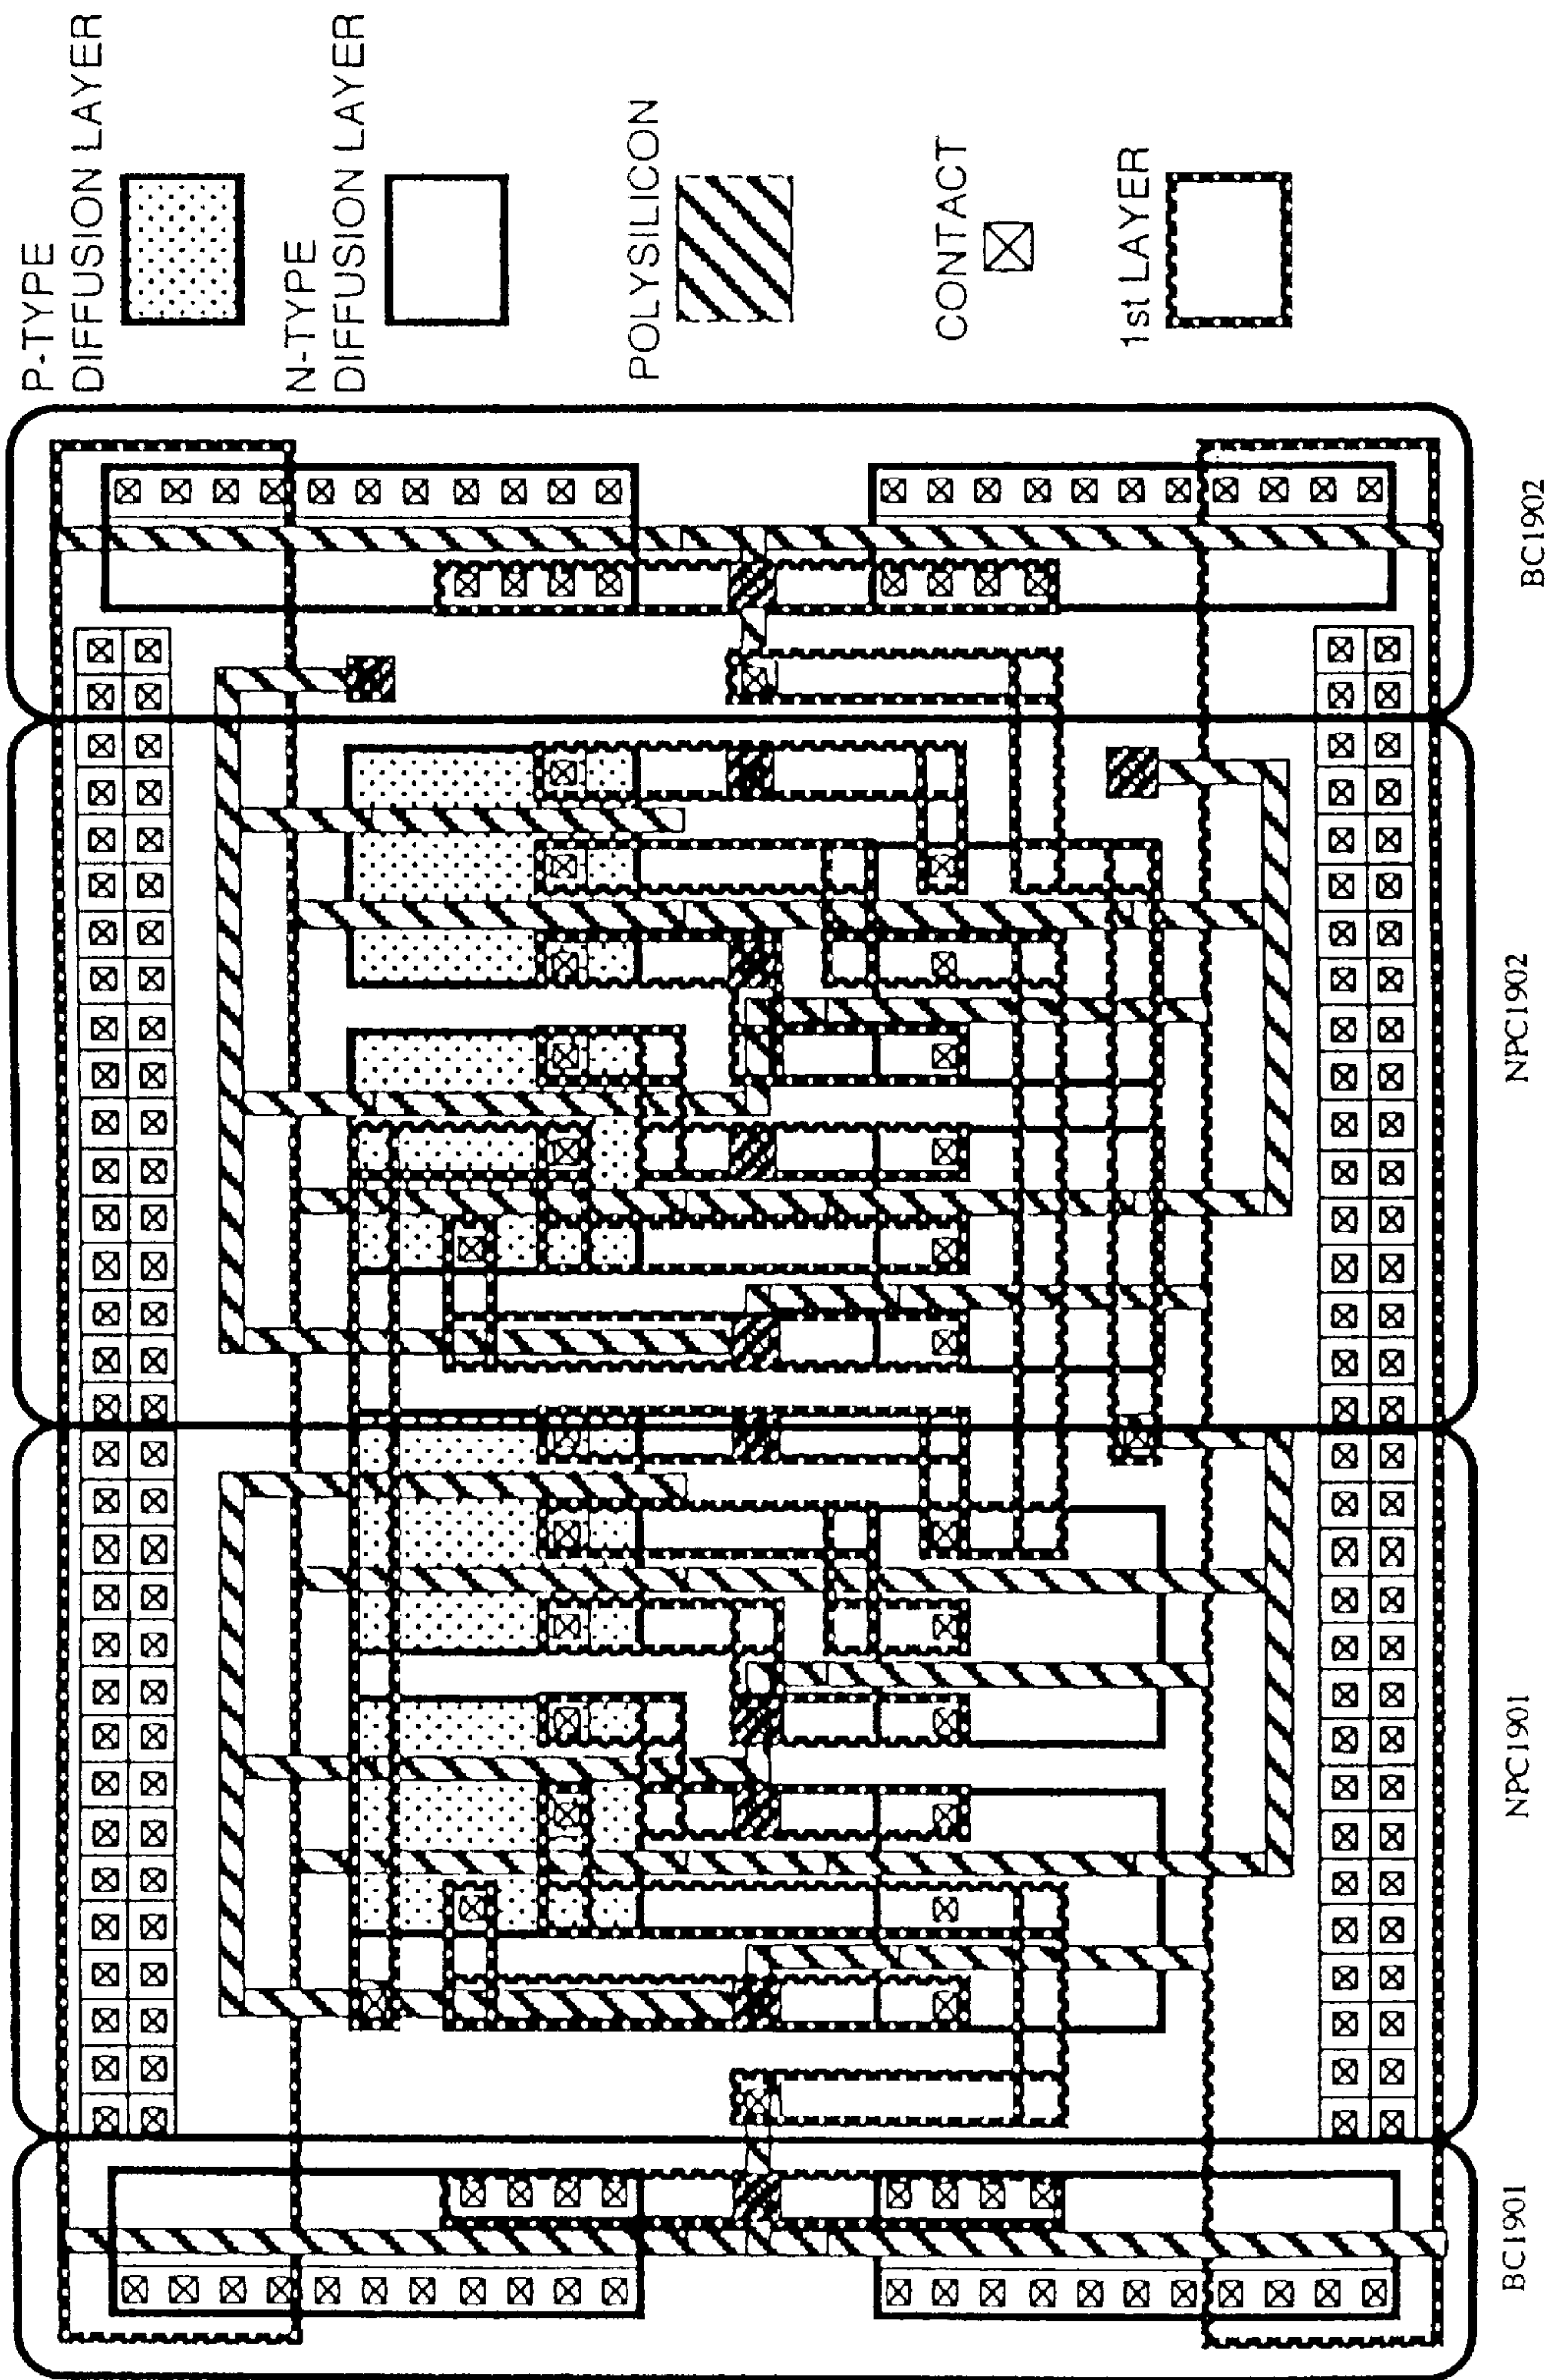 P-TYPE
DIFFUSION LAYER
N-TYPE
DIFFUSION LAYER
POLYSILICON
CONTACT
1st LAYER
BC1901
NPC1901
NPC1902
BC1902